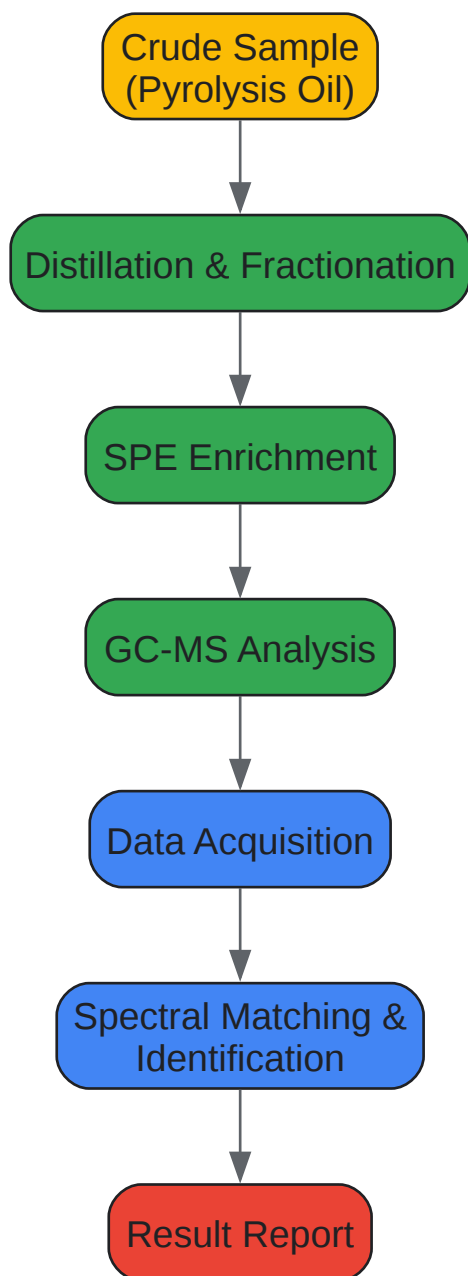 Crude Sample
(Pyrolysis Oil)
Distillation & Fractionation
SPE Enrichment
GC-MS Analysis
Data Acquisition
Spectral Matching &
Identification
Result Report